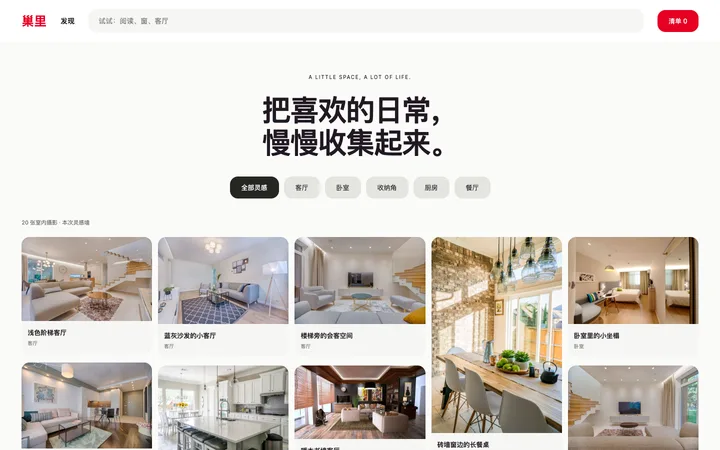 巢里
发现
试试：阅读、窗、客厅
清单 0
A LITTLE SPACE, A LOT OF LIFE.
把喜欢的日常，
慢慢收集起来。
全部灵感
客厅
卧室
收纳角
厨房
餐厅
20 张室内摄影 · 本次灵感墙
浅色阶梯客厅
客厅
蓝灰沙发的小客厅
客厅
楼梯旁的会客空间
客厅
砖墙窗边的长餐桌
卧室里的小坐榻
卧室